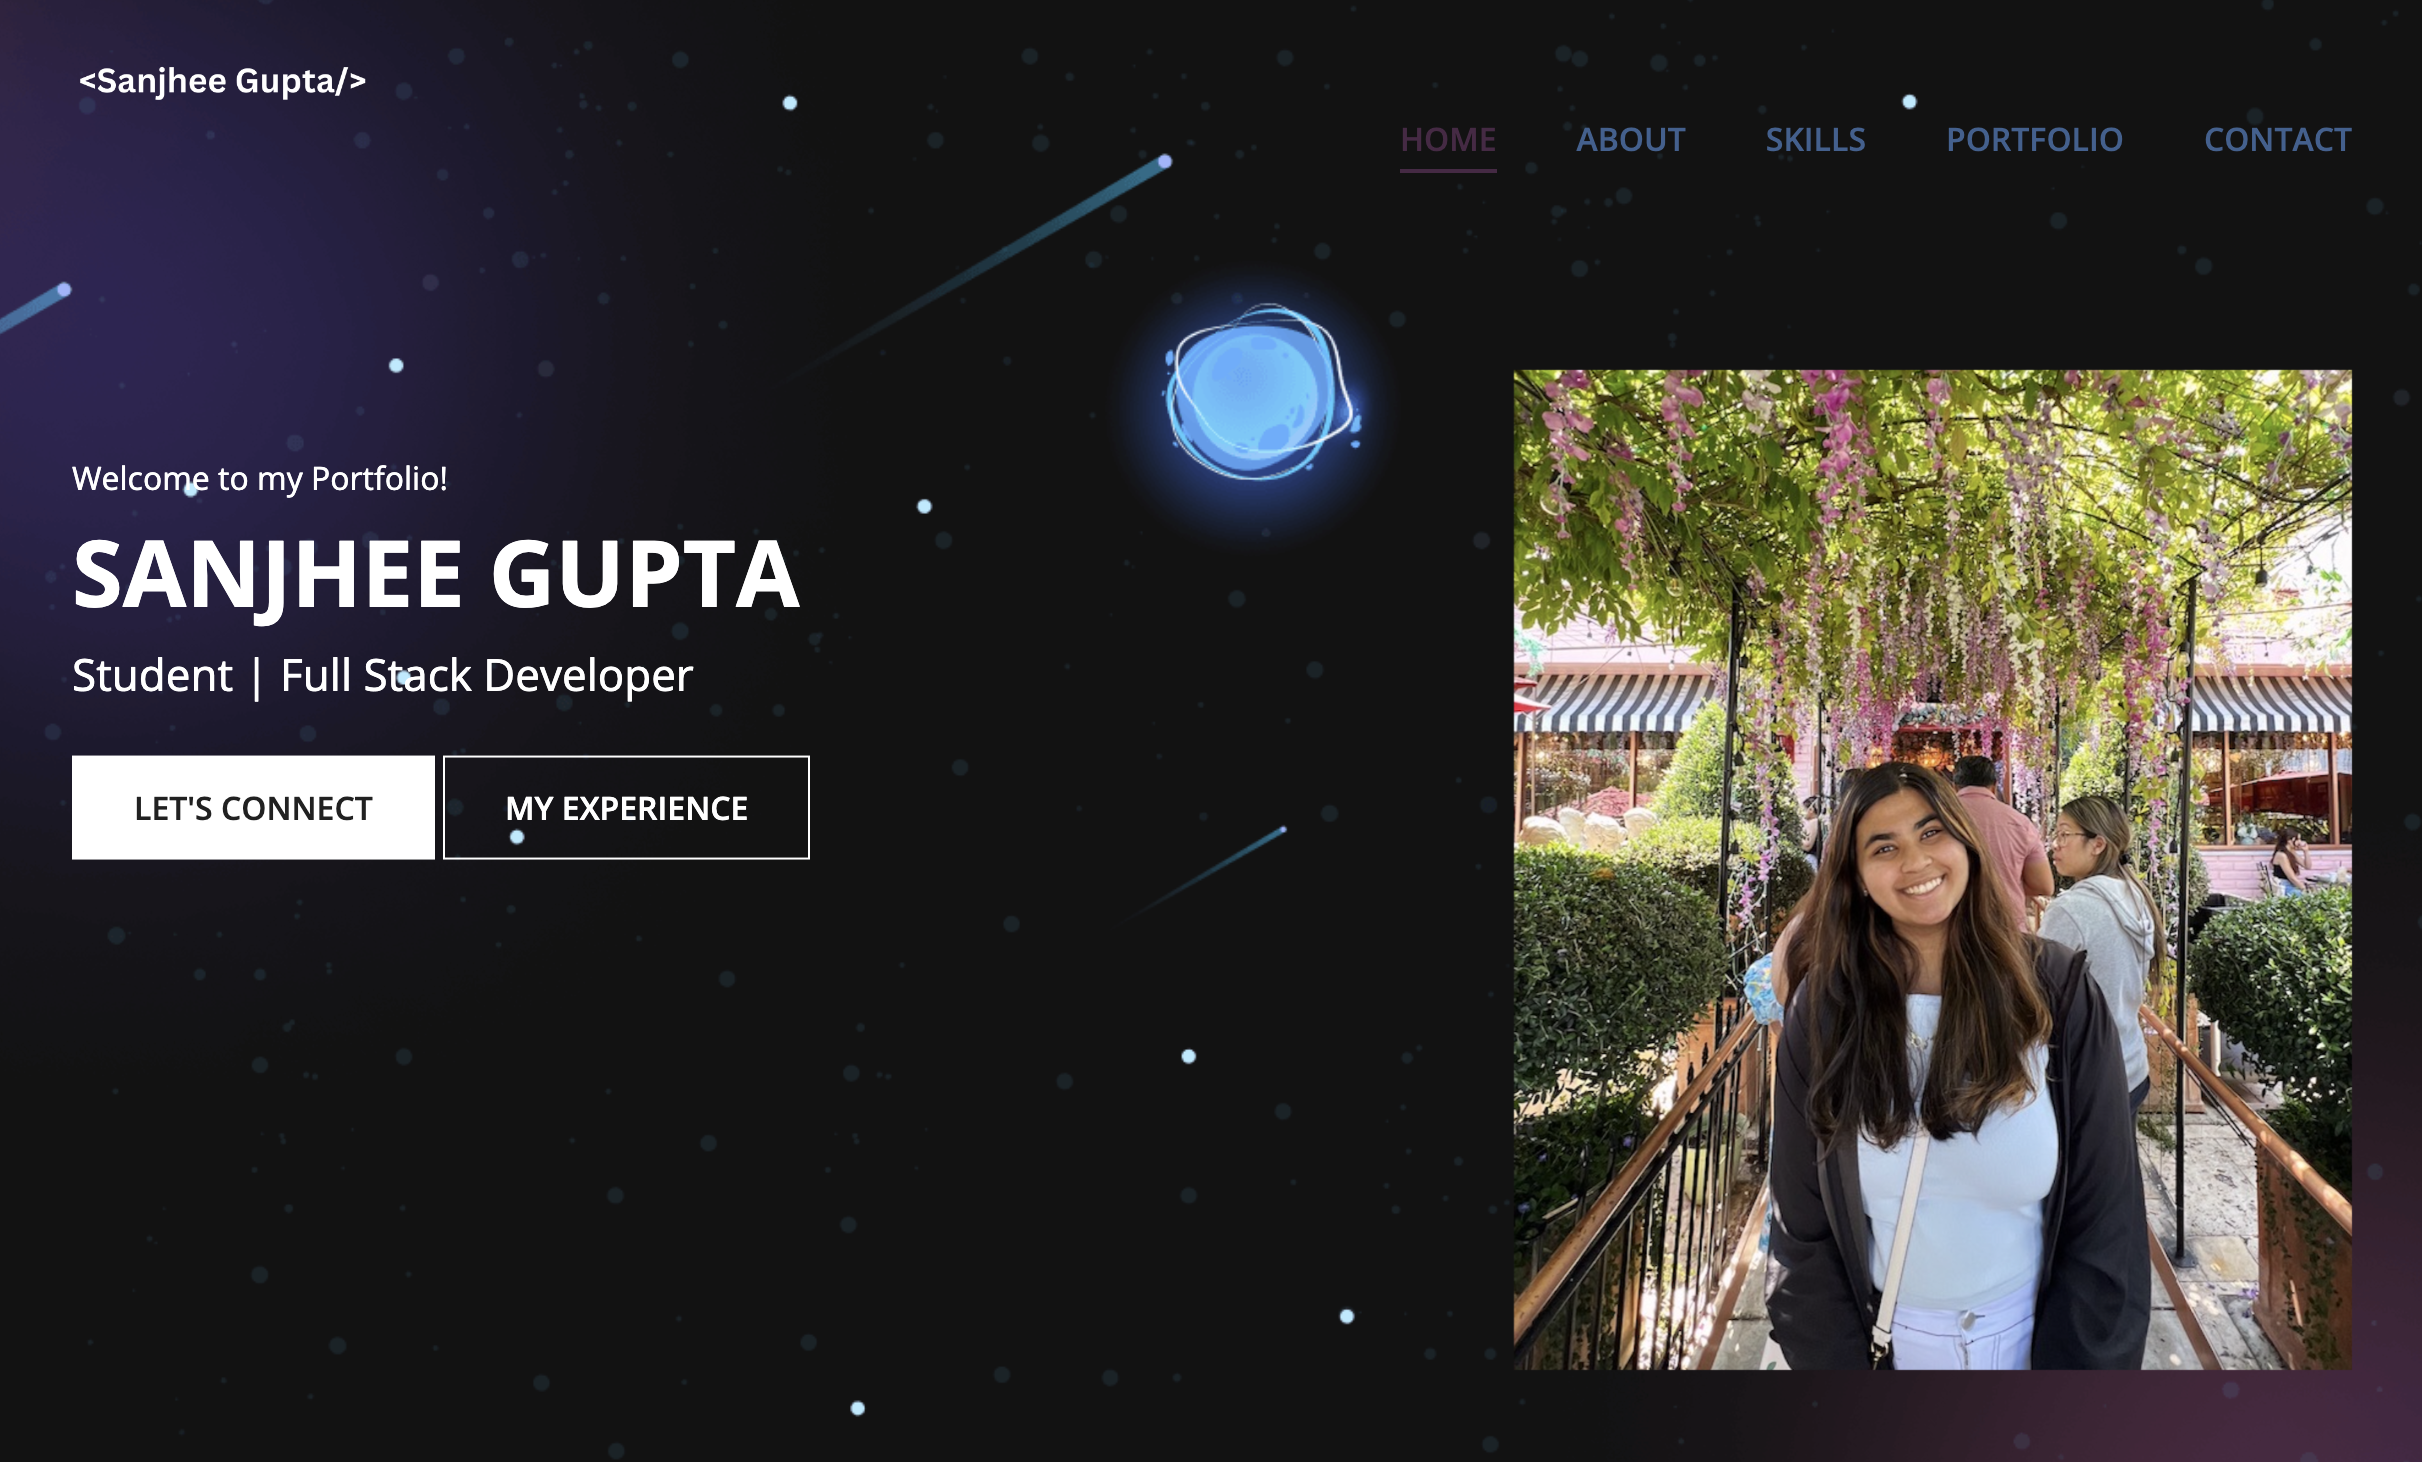 <Sanjhee Gupta/>
HOME ABOUT SKILLS PORTFOLIO CONTACT
Welcome to my Portfolio!
SANJHEE GUPTA
Student | Full Stack Developer
LET'S CONNECT MY EXPERIENCE